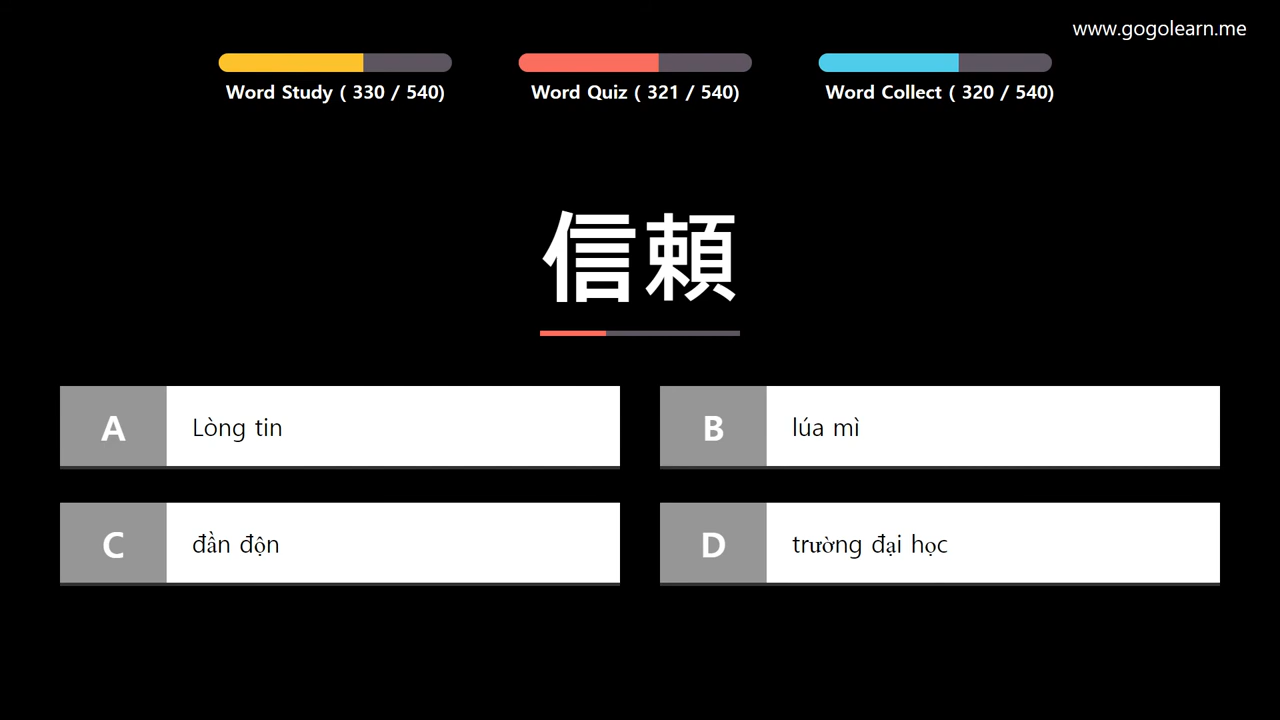 www.gogolearn.me
Word Study ( 330 / 540)
Word Quiz ( 321 / 540)
Word Collect ( 320 / 540)
信頼
A Lòng tin
B lúa mì
C đần độn
D trường đại học